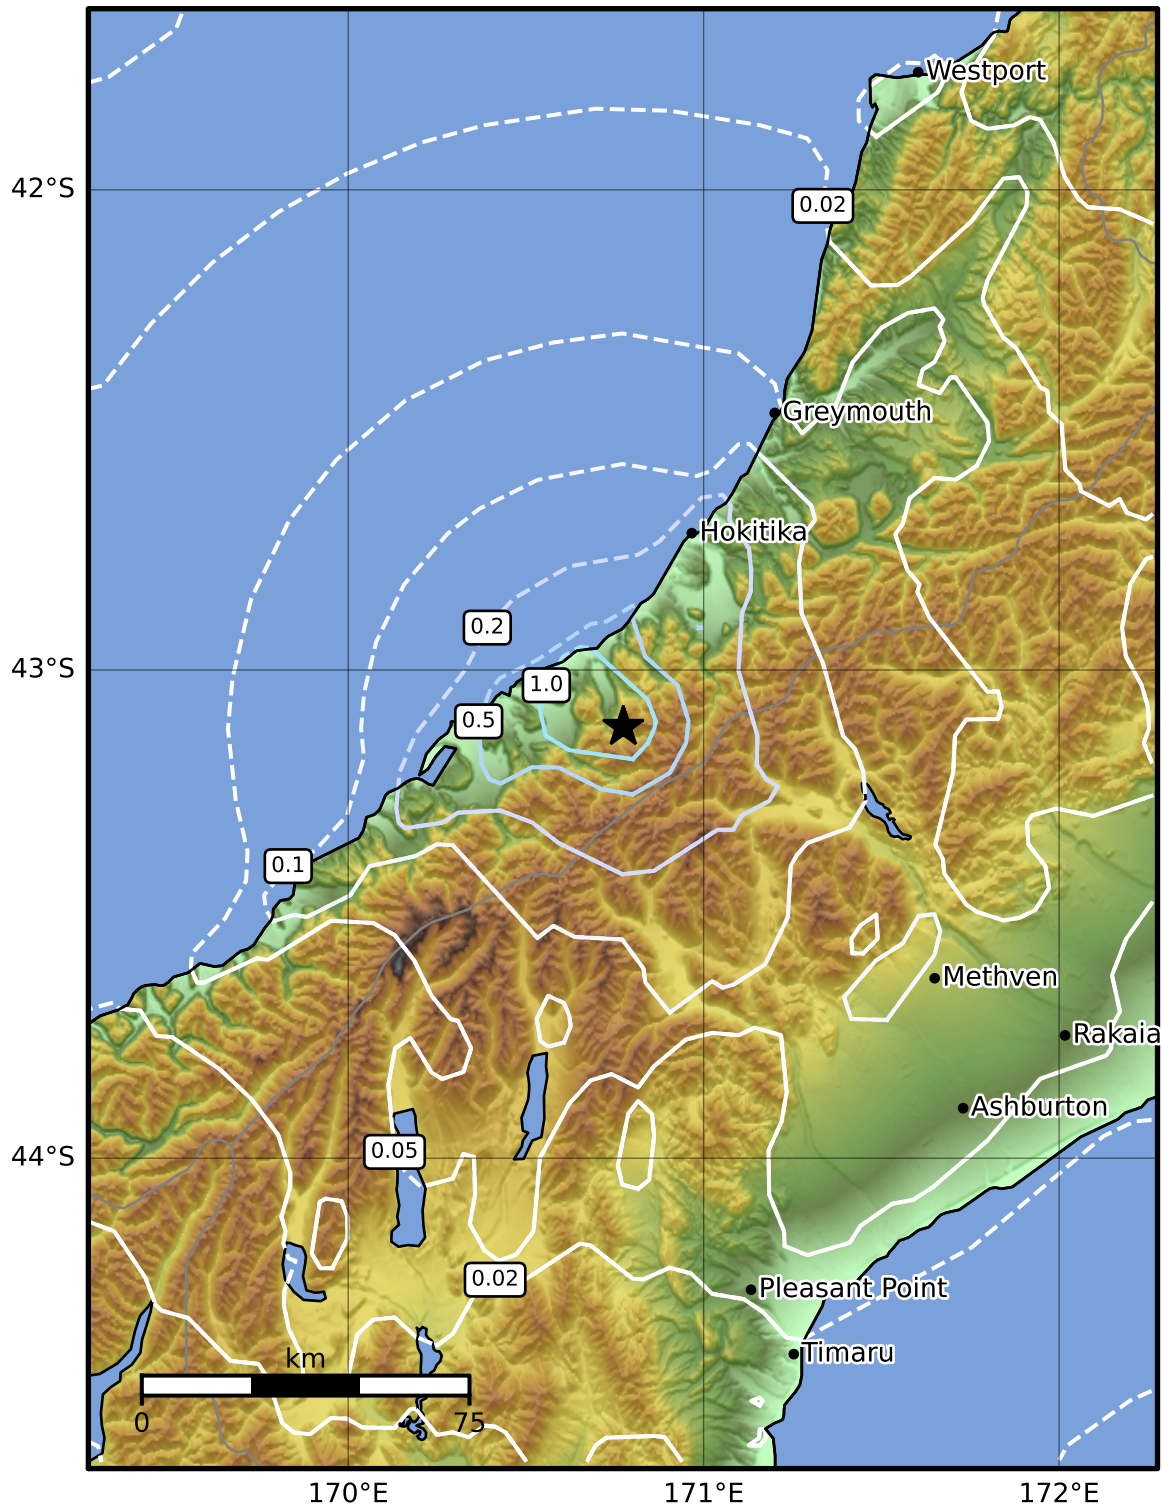 Westport
42°S
0.02
Greymouth
Hokitika
0.2
43°S
1.0
0.5
0.1
Methven
Rakaia
Ashburton
44°S
0.05
0.02
Pleasant Point
Timaru
km
0 75
170°E 171°E 172°E